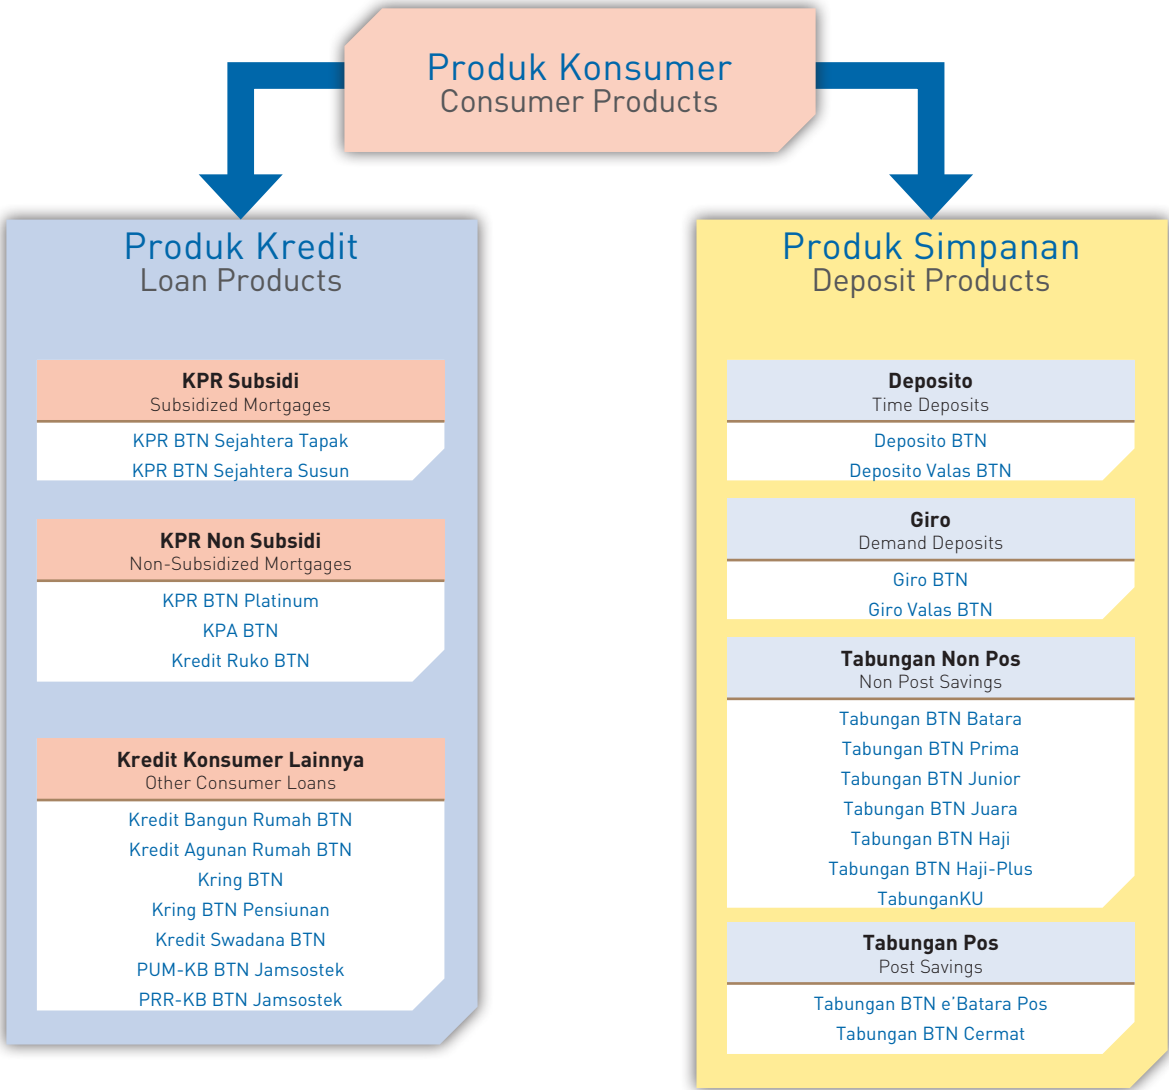 Produk Konsumer
Consumer Products
Produk Kredit
Loan Products
KPR Subsidi
Subsidized Mortgages
KPR BTN Sejahtera Tapak
KPR BTN Sejahtera Susun
KPR Non Subsidi
Non-Subsidized Mortgages
KPR BTN Platinum
KPA BTN
Kredit Ruko BTN
Kredit Konsumer Lainnya
Other Consumer Loans
Kredit Bangun Rumah BTN
Kredit Agunan Rumah BTN
Kring BTN
Kring BTN Pensiunan
Kredit Swadana BTN
PUM-KB BTN Jamsostek
PRR-KB BTN Jamsostek
Produk Simpanan
Deposit Products
Deposito
Time Deposits
Deposito BTN
Deposito Valas BTN
Giro
Demand Deposits
Giro BTN
Giro Valas BTN
Tabungan Non Pos
Non Post Savings
Tabungan BTN Batara
Tabungan BTN Prima
Tabungan BTN Junior
Tabungan BTN Juara
Tabungan BTN Haji
Tabungan BTN Haji-Plus
TabunganKU
Tabungan Pos
Post Savings
Tabungan BTN e'Batara Pos
Tabungan BTN Cermat